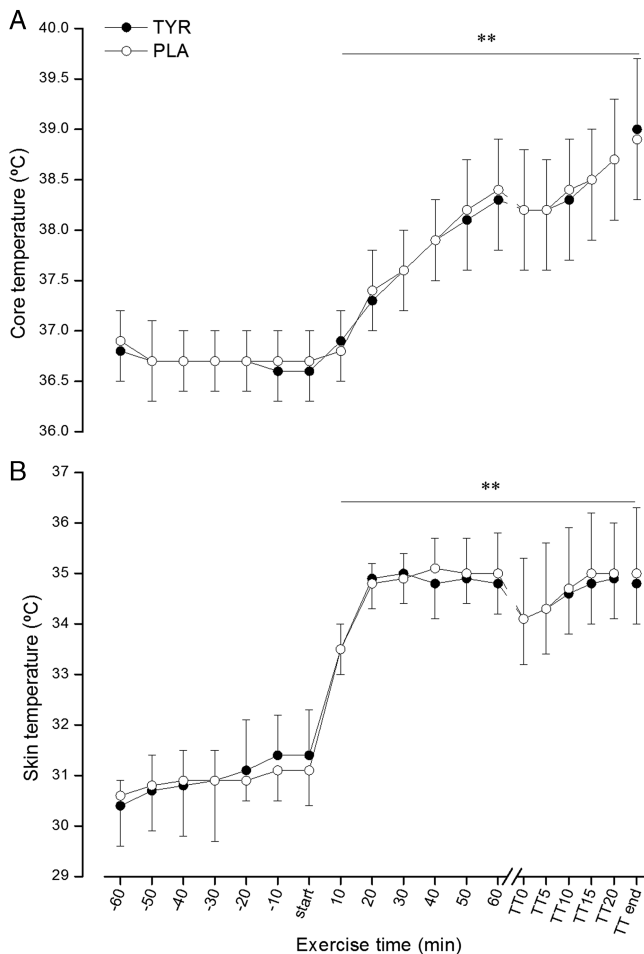 A
TYR
PLA
**
40.0
39.5
39.0
38.5
38.0
37.5
37.0
36.5
36.0
Core temperature (ºC)
B
**
37
36
35
34
33
32
31
30
29
Skin temperature (ºC)
-60 -50 -40 -30 -20 -10 start 10 20 30 40 50 60 TT0 TT5 TT10 TT15 TT20 TT end
Exercise time (min)